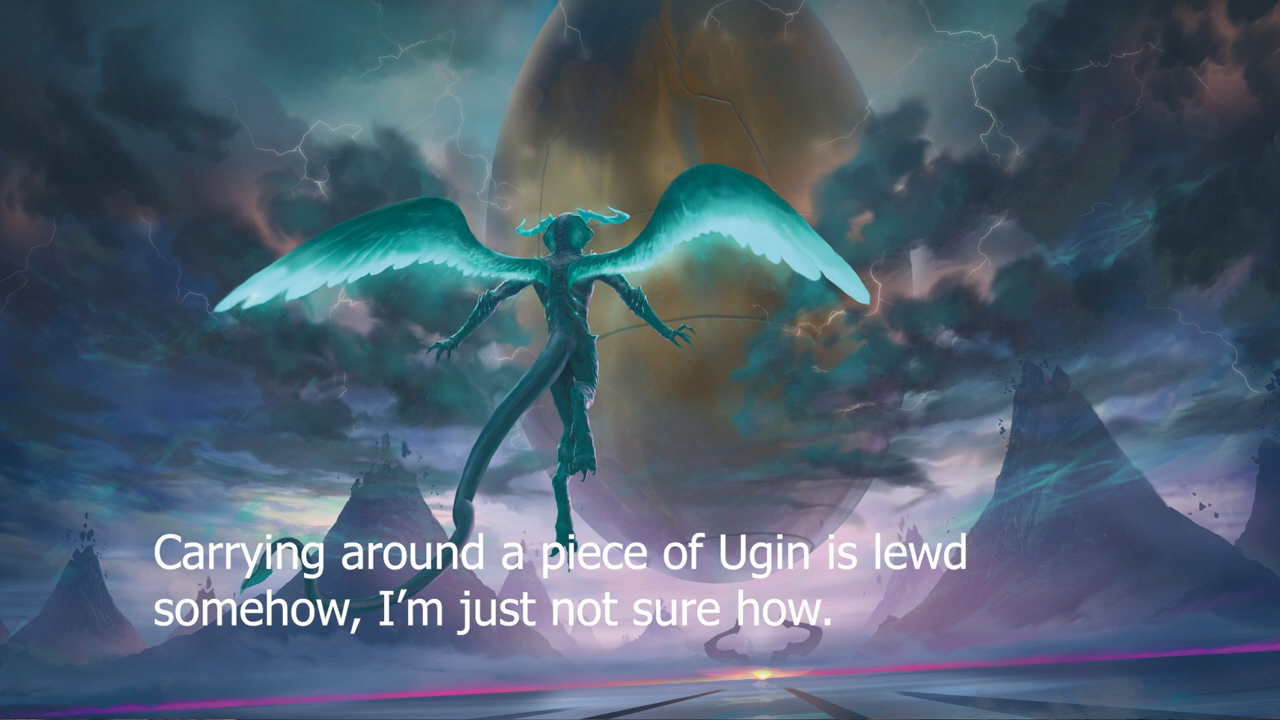 Carrying around a piece of Ugin is lewd
somehow, I’m just not sure how.